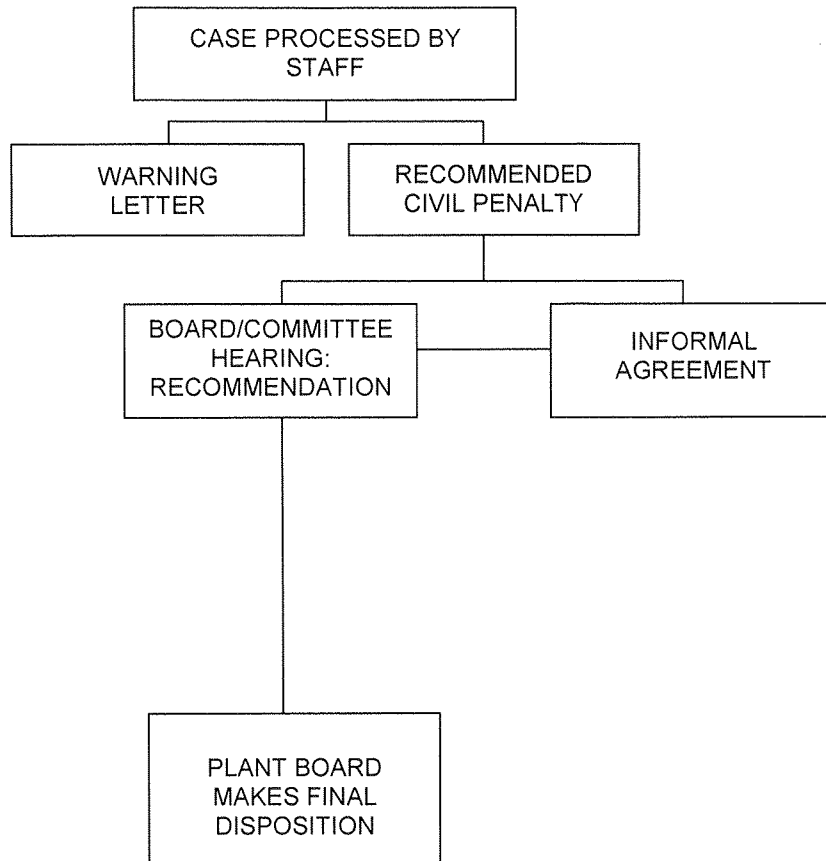 CASE PROCESSED BY
STAFF
WARNING
LETTER
RECOMMENDED
CIVIL PENALTY
BOARD/COMMITTEE
HEARING:
RECOMMENDATION
INFORMAL
AGREEMENT
PLANT BOARD
MAKES FINAL
DISPOSITION